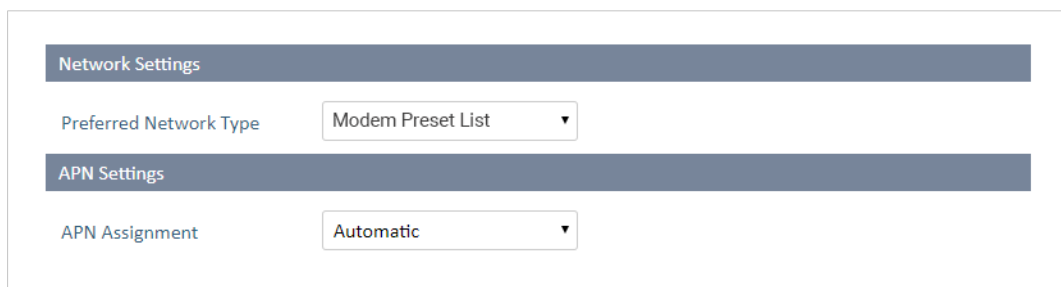 Network Settings
Preferred Network Type Modem Preset List
APN Settings
APN Assignment Automatic